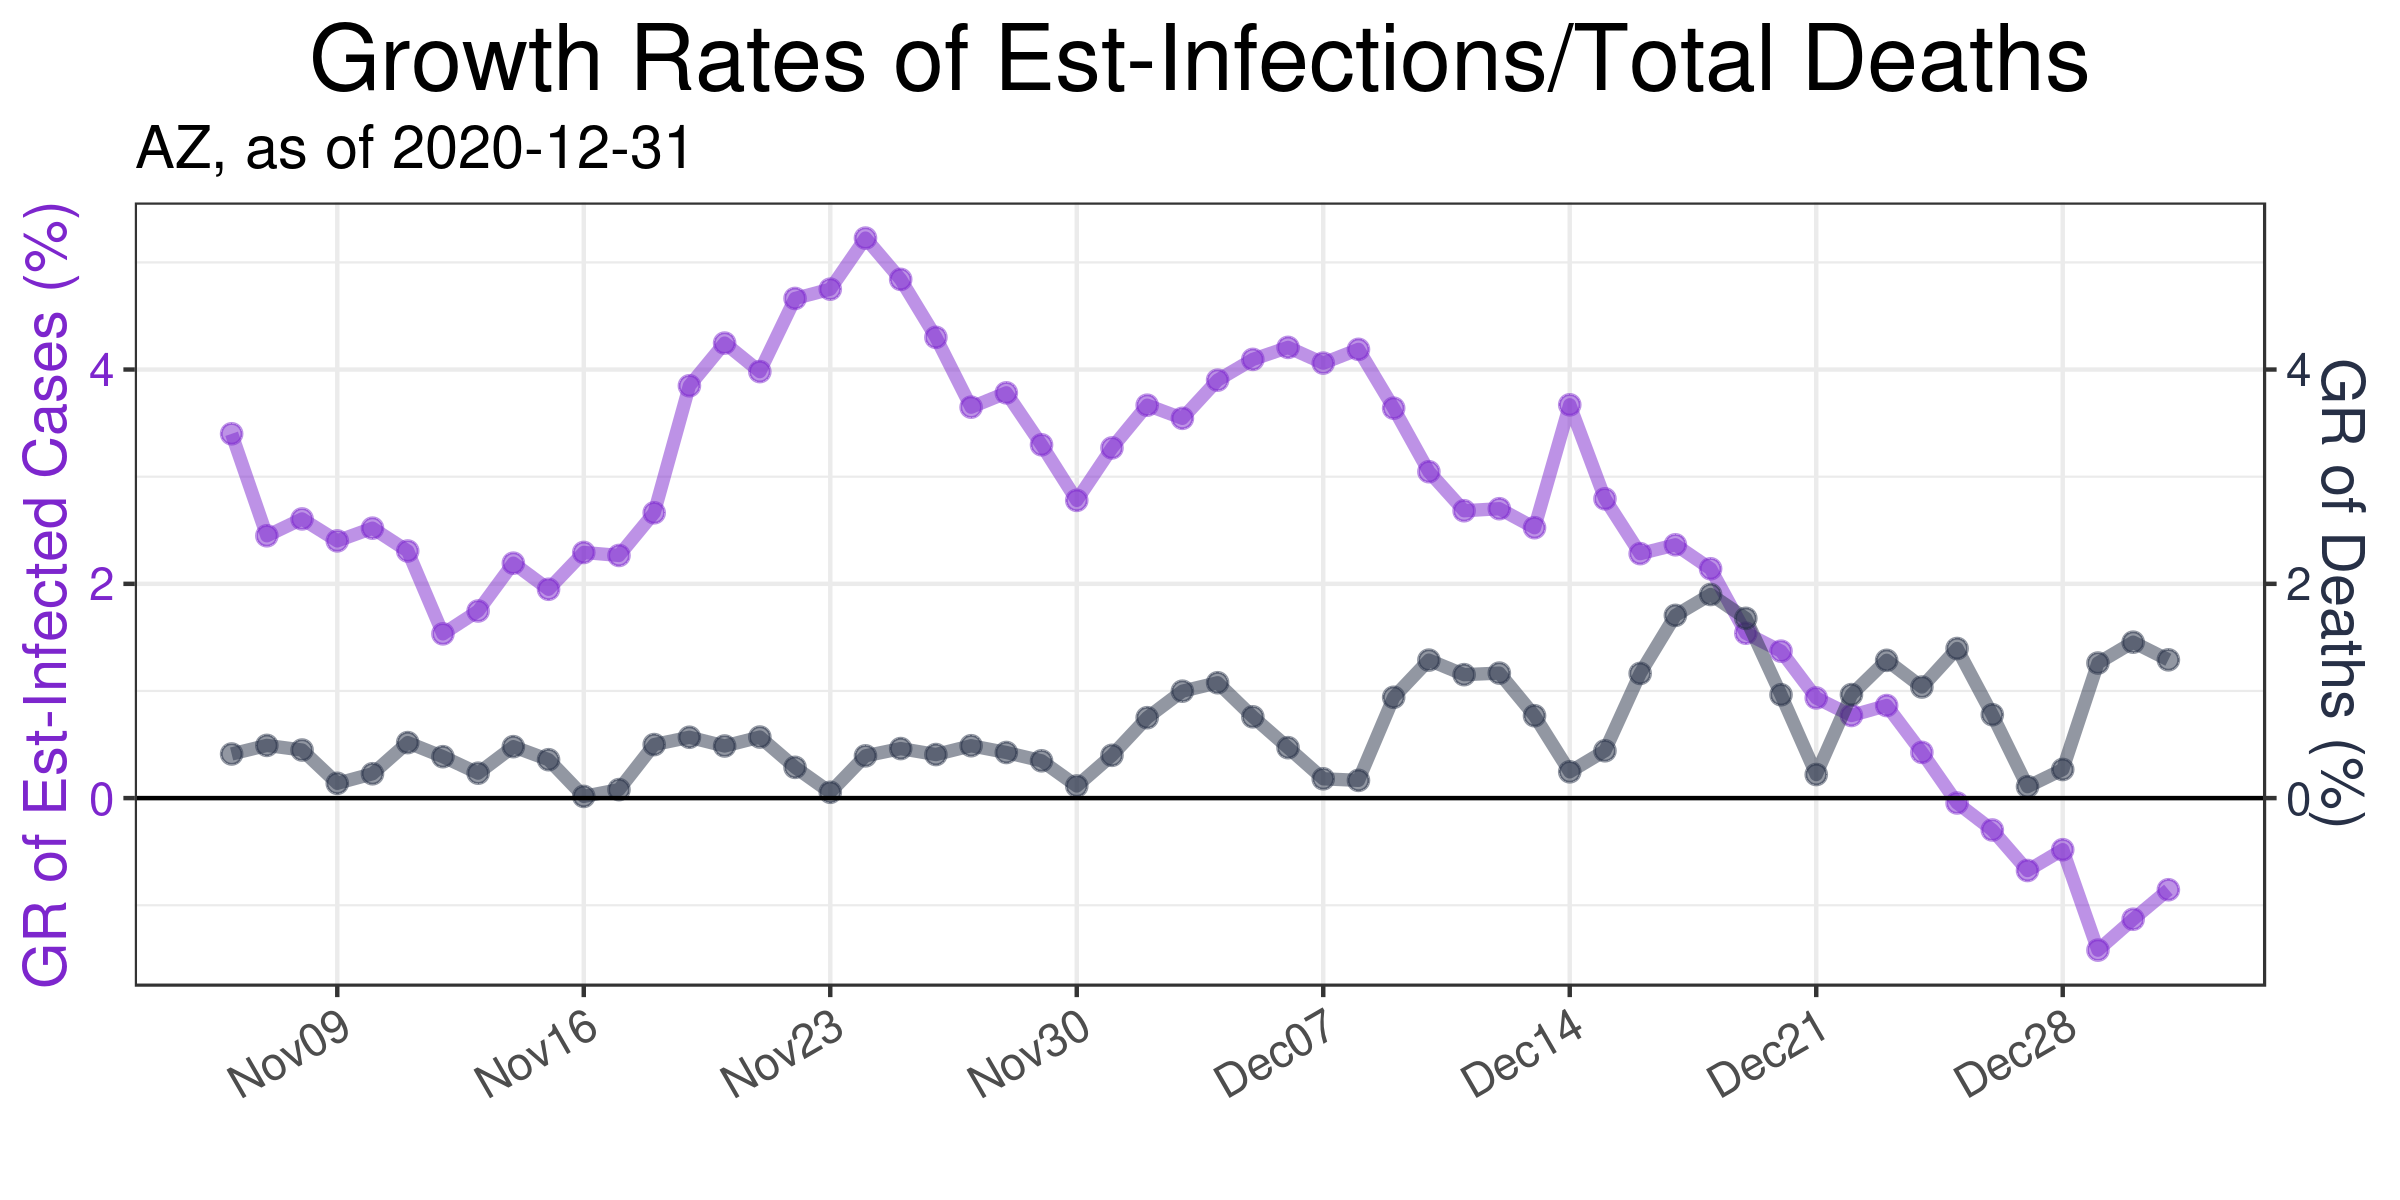 Growth Rates of Est-Infections/Total Deaths
AZ, as of 2020-12-31
GR of Est-Infected Cases (%)
4
2
0
4
2
0
GR of Deaths (%)
Nov09
Nov16
Nov23
Nov30
Dec07
Dec14
Dec21
Dec28